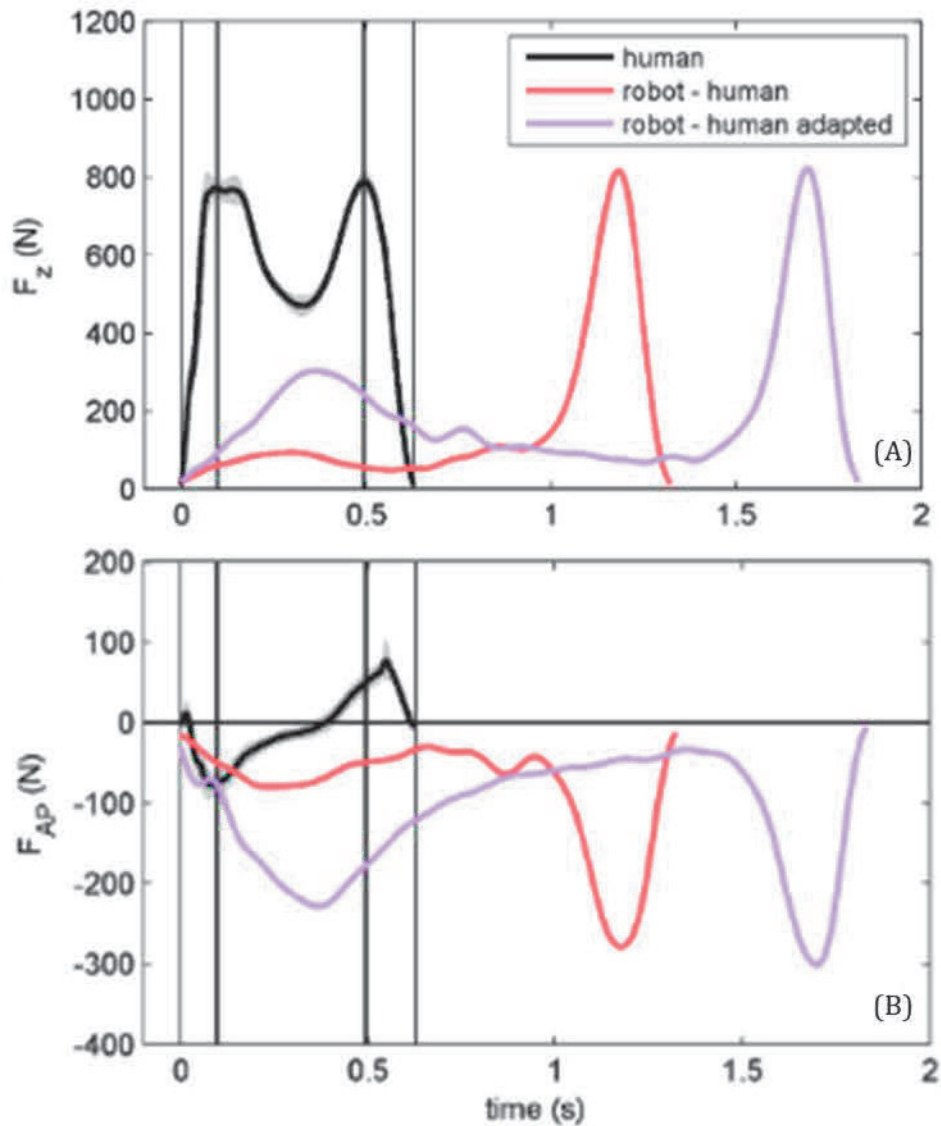 1200
1000
800
600
400
200
0
F_z (N)
human
robot - human
robot - human adapted
(A)
0 0.5 1 1.5 2
200
100
0
-100
-200
-300
-400
F_AP (N)
(B)
0 0.5 1 1.5 2
time (s)